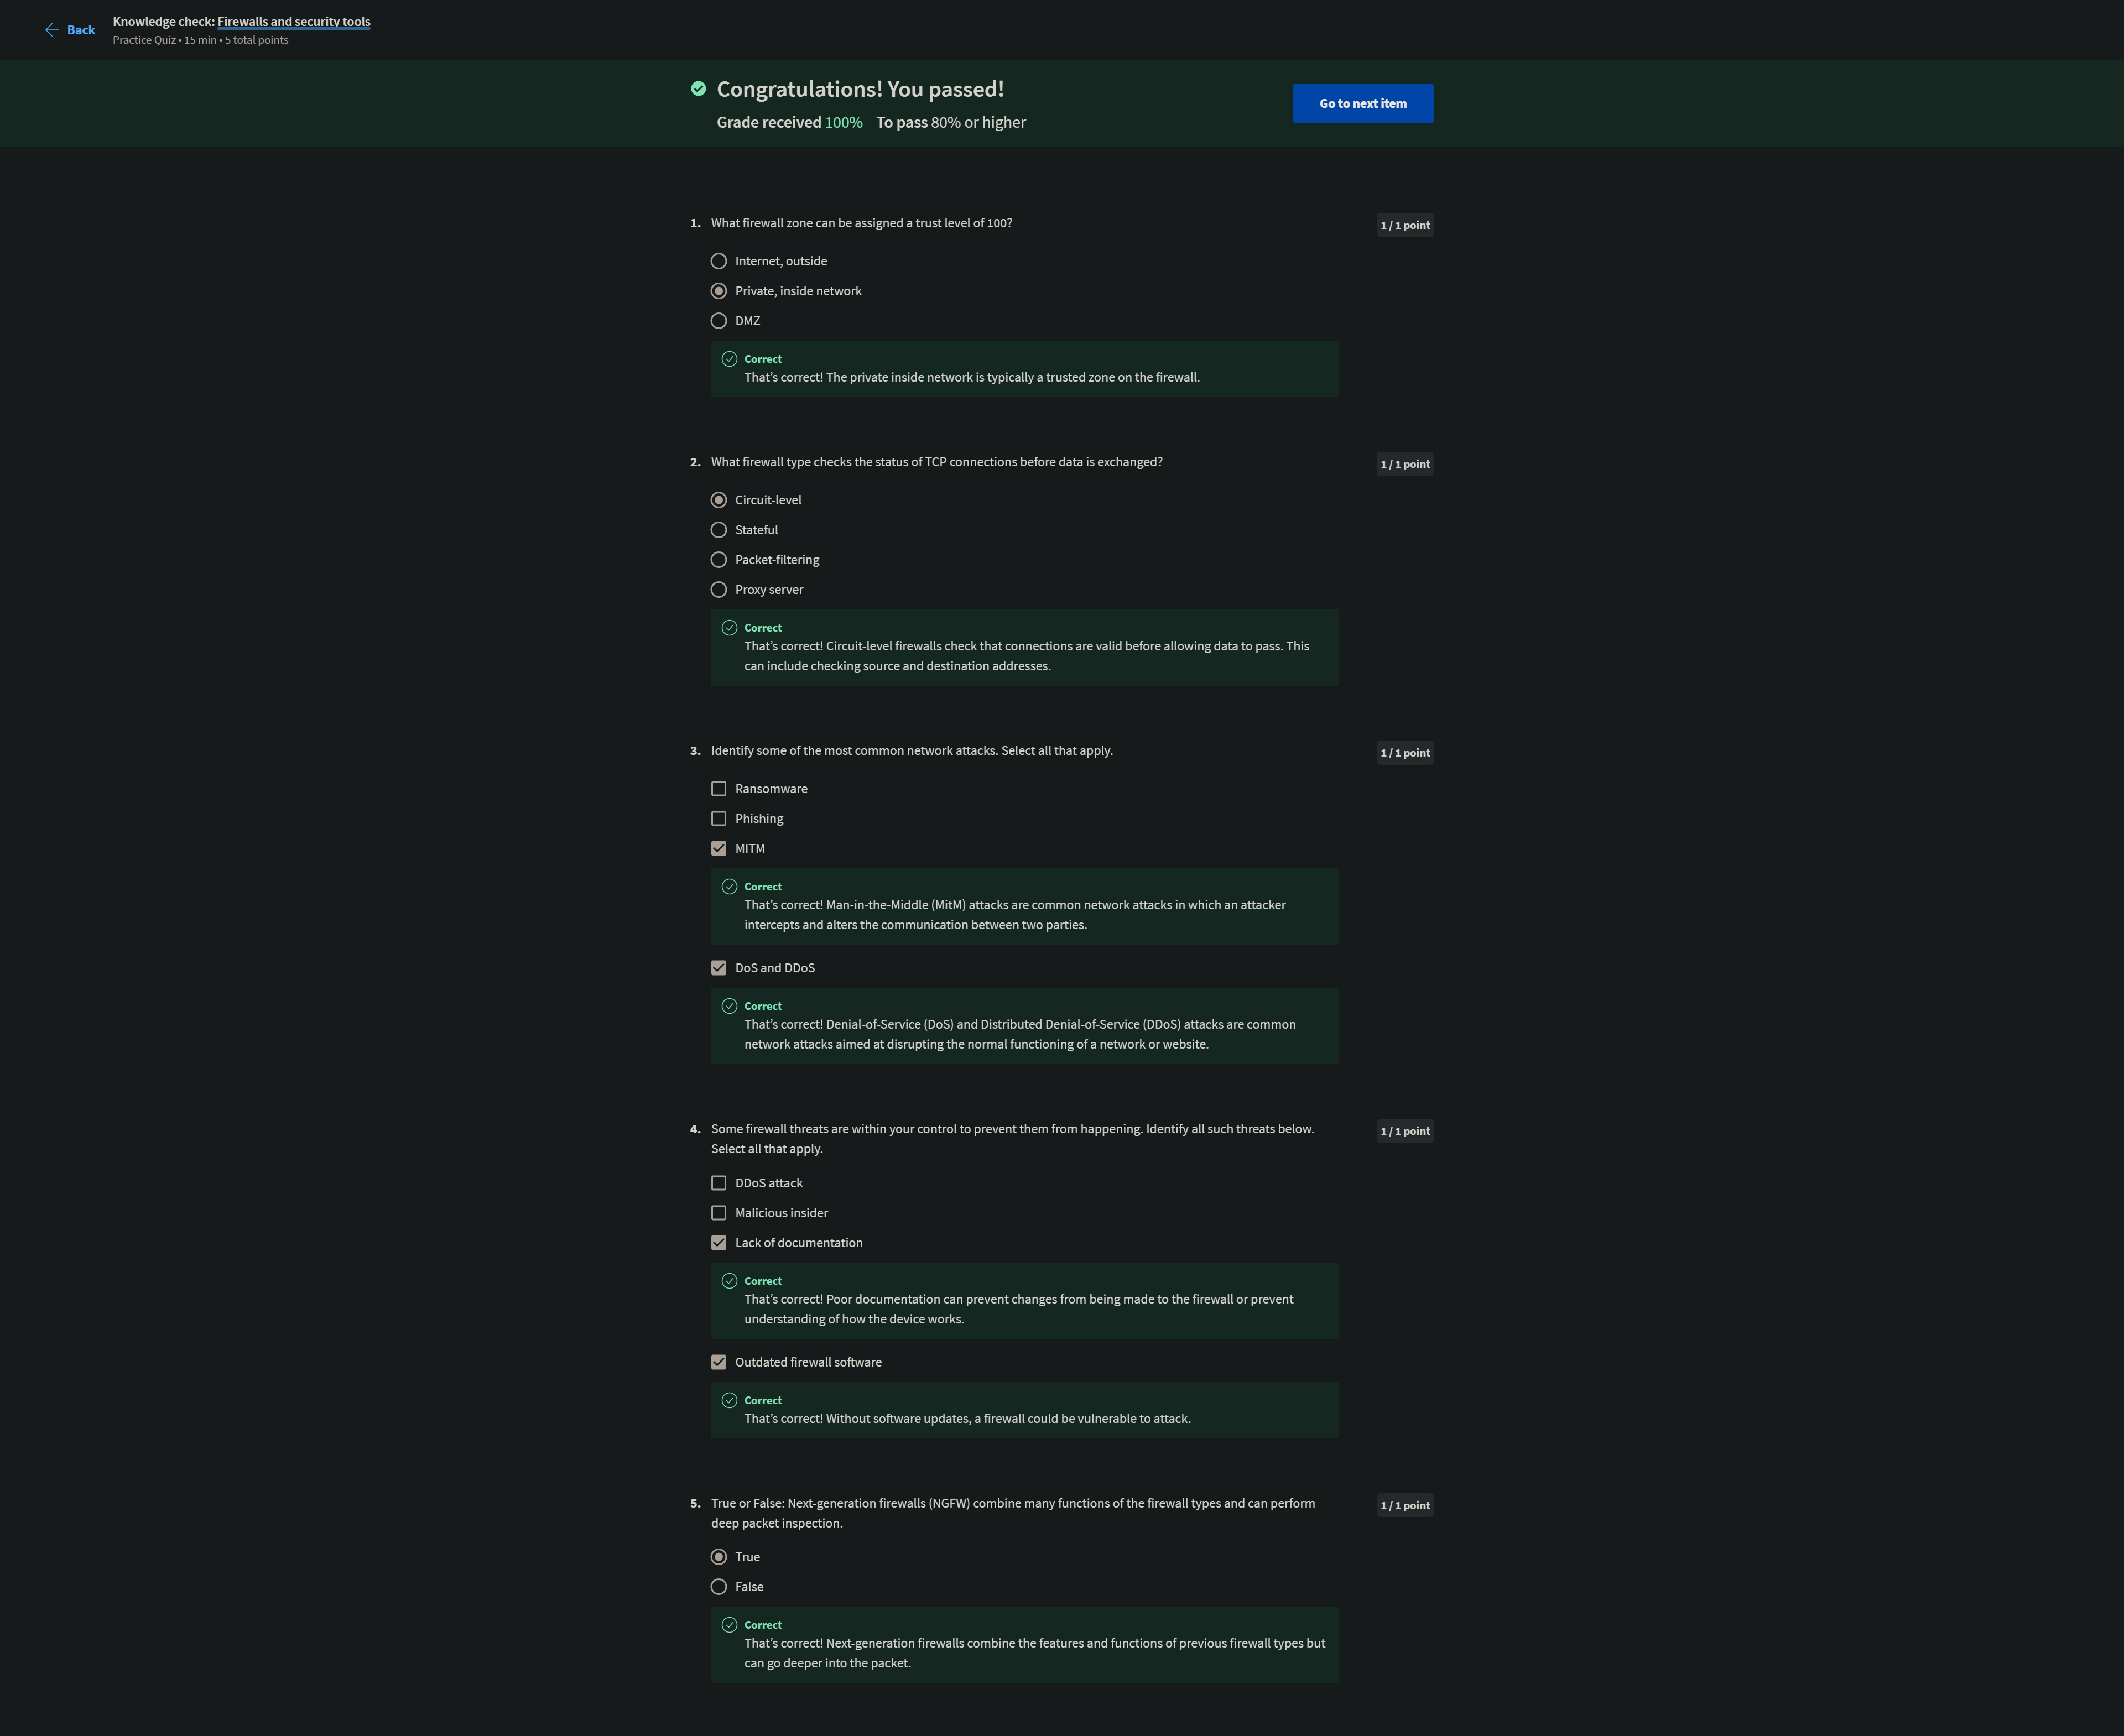 Back
Knowledge check: Firewalls and security tools
Practice Quiz • 15 min • 5 total points
Congratulations! You passed!
Grade received 100% To pass 80% or higher
Go to next item
1. What firewall zone can be assigned a trust level of 100?
1 / 1 point
Internet, outside
Private, inside network
DMZ
Correct
That’s correct! The private inside network is typically a trusted zone on the firewall.
2. What firewall type checks the status of TCP connections before data is exchanged?
1 / 1 point
Circuit-level
Stateful
Packet-filtering
Proxy server
Correct
That’s correct! Circuit-level firewalls check that connections are valid before allowing data to pass. This
can include checking source and destination addresses.
3. Identify some of the most common network attacks. Select all that apply.
1 / 1 point
Ransomware
Phishing
MITM
Correct
That’s correct! Man-in-the-Middle (MitM) attacks are common network attacks in which an attacker
intercepts and alters the communication between two parties.
DoS and DDoS
Correct
That’s correct! Denial-of-Service (DoS) and Distributed Denial-of-Service (DDoS) attacks are common
network attacks aimed at disrupting the normal functioning of a network or website.
4. Some firewall threats are within your control to prevent them from happening. Identify all such threats below.
Select all that apply.
1 / 1 point
DDoS attack
Malicious insider
Lack of documentation
Correct
That’s correct! Poor documentation can prevent changes from being made to the firewall or prevent
understanding of how the device works.
Outdated firewall software
Correct
That’s correct! Without software updates, a firewall could be vulnerable to attack.
5. True or False: Next-generation firewalls (NGFW) combine many functions of the firewall types and can perform
deep packet inspection.
1 / 1 point
True
False
Correct
That’s correct! Next-generation firewalls combine the features and functions of previous firewall types but
can go deeper into the packet.